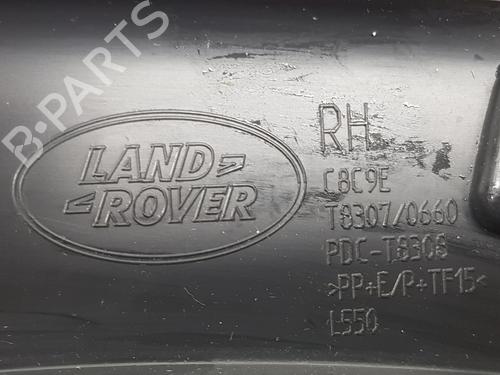 B·PARTS
LAND
ROVER
RH
C8C9E
T8307/0660
PDC-T8308
>PP+E/P+TF15<
L550